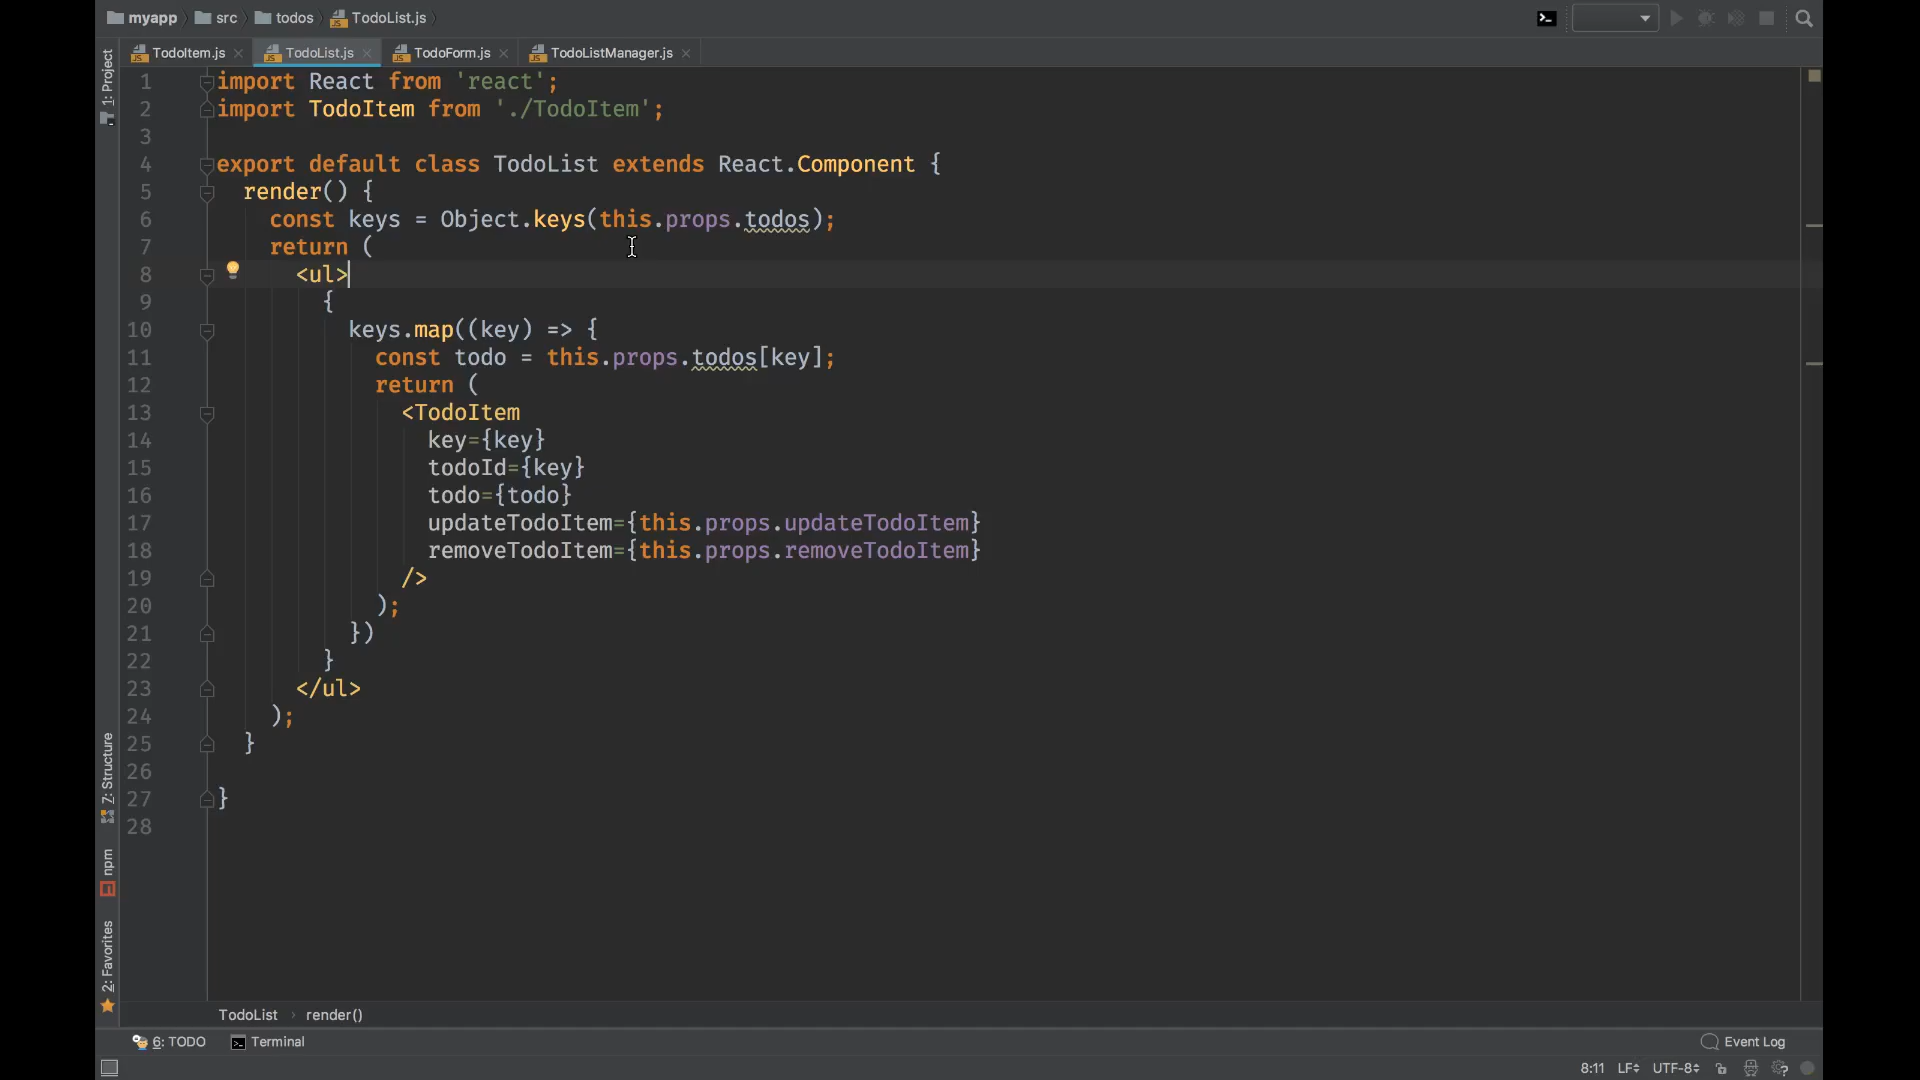 myapp src todos TodoList.js
TodoItem.js TodoList.js TodoForm.js TodoListManager.js
1: Project
1 import React from 'react';
2 import TodoItem from './TodoItem';
3
4 export default class TodoList extends React.Component {
5 render() {
6 const keys = Object.keys(this.props.todos);
7 return (
8 <ul>
9 {
10 keys.map((key) => {
11 const todo = this.props.todos[key];
12 return (
13 <TodoItem
14 key={key}
15 todoId={key}
16 todo={todo}
17 updateTodoItem={this.props.updateTodoItem}
18 removeTodoItem={this.props.removeTodoItem}
19 />
20 );
21 })
22 }
23 </ul>
24 );
25 }
26
27 }
28
Z: Structure
npm
2: Favorites
TodoList render()
6: TODO Terminal Event Log
8:11 LF UTF-8